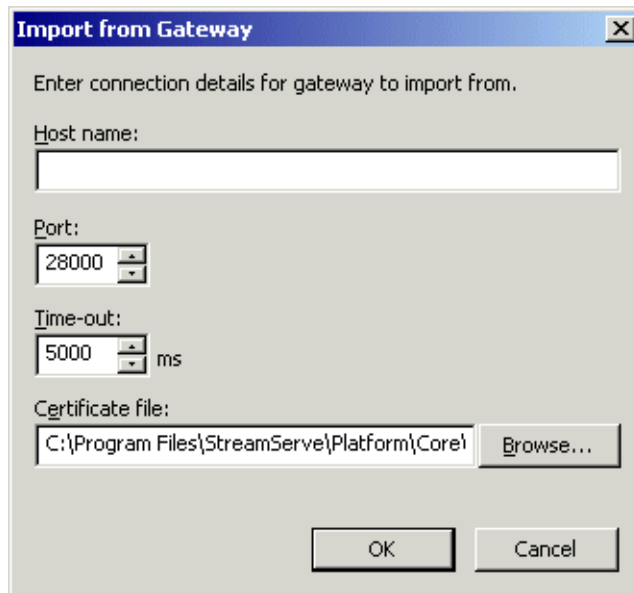 Import from Gateway
Enter connection details for gateway to import from.
Host name:
Port:
28000
Time-out:
5000 ms
Certificate file:
C:\Program Files\StreamServe\Platform\Core\ Browse...
OK Cancel